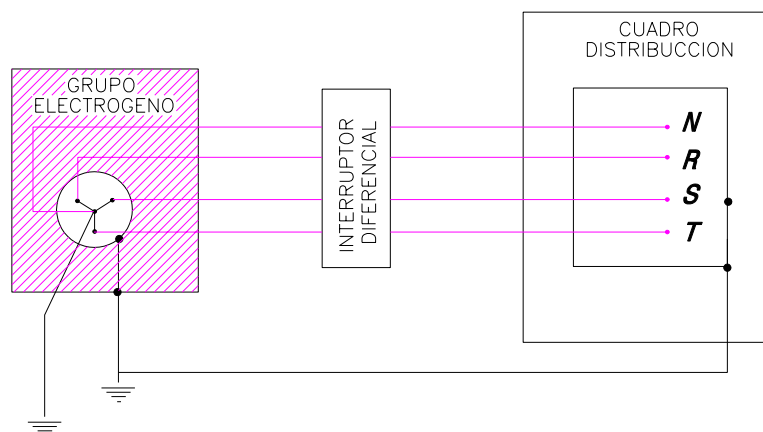 CUADRO
DISTRIBUCCION
GRUPO
ELECTROGENO
INTERRUPTOR
DIFERENCIAL
N
R
S
T